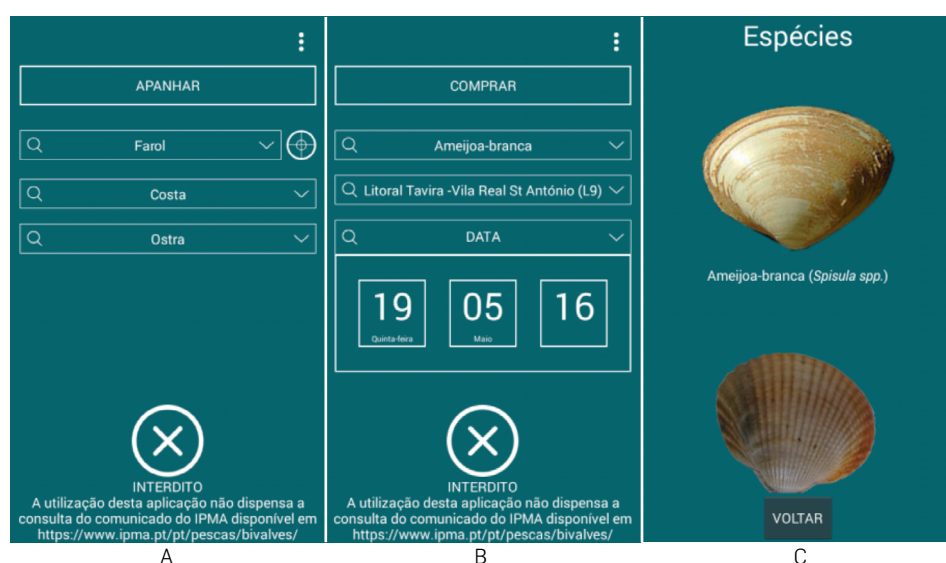 APANHAR
Farol
Costa
Ostra
INTERDITO
A utilização desta aplicação não dispensa a
consulta do comunicado do IPMA disponível em
https://www.ipma.pt/pt/pescas/bivalves/
A
COMPRAR
Ameijoa-branca
Litoral Tavira -Vila Real St António (L9)
DATA
19
Quinta-feira
05
Maio
16
INTERDITO
A utilização desta aplicação não dispensa a
consulta do comunicado do IPMA disponível em
https://www.ipma.pt/pt/pescas/bivalves/
B
Espécies
Ameijoa-branca (Spisula spp.)
VOLTAR
C